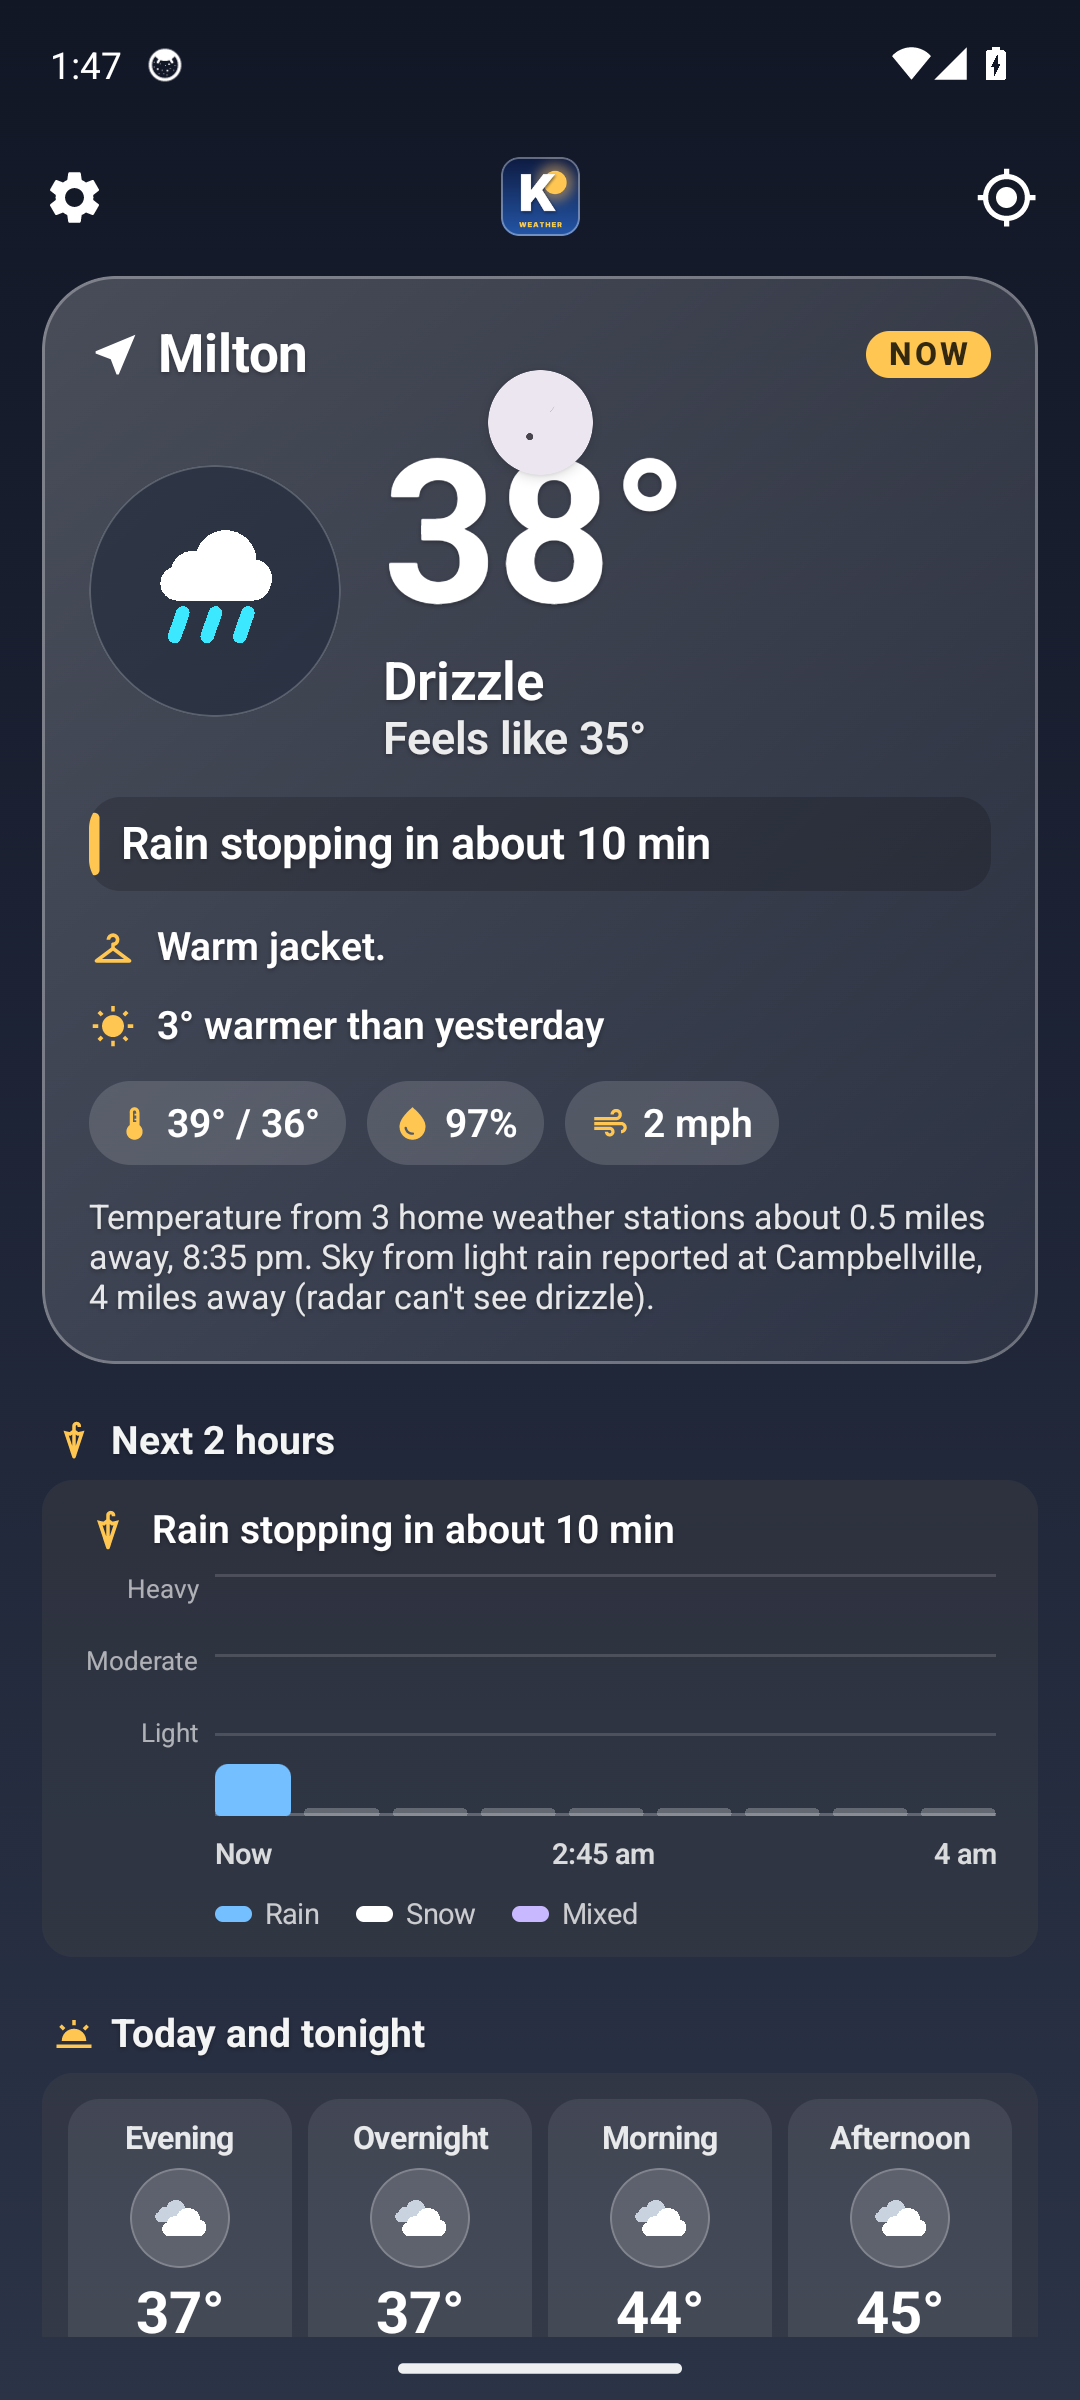 1:47
K
WEATHER
Milton
NOW
38°
Drizzle
Feels like 35°
Rain stopping in about 10 min
Warm jacket.
3° warmer than yesterday
39° / 36°
97%
2 mph
Temperature from 3 home weather stations about 0.5 miles
away, 8:35 pm. Sky from light rain reported at Campbellville,
4 miles away (radar can't see drizzle).
Next 2 hours
Rain stopping in about 10 min
Heavy
Moderate
Light
Now 2:45 am 4 am
Rain Snow Mixed
Today and tonight
Evening Overnight Morning Afternoon
37° 37° 44° 45°